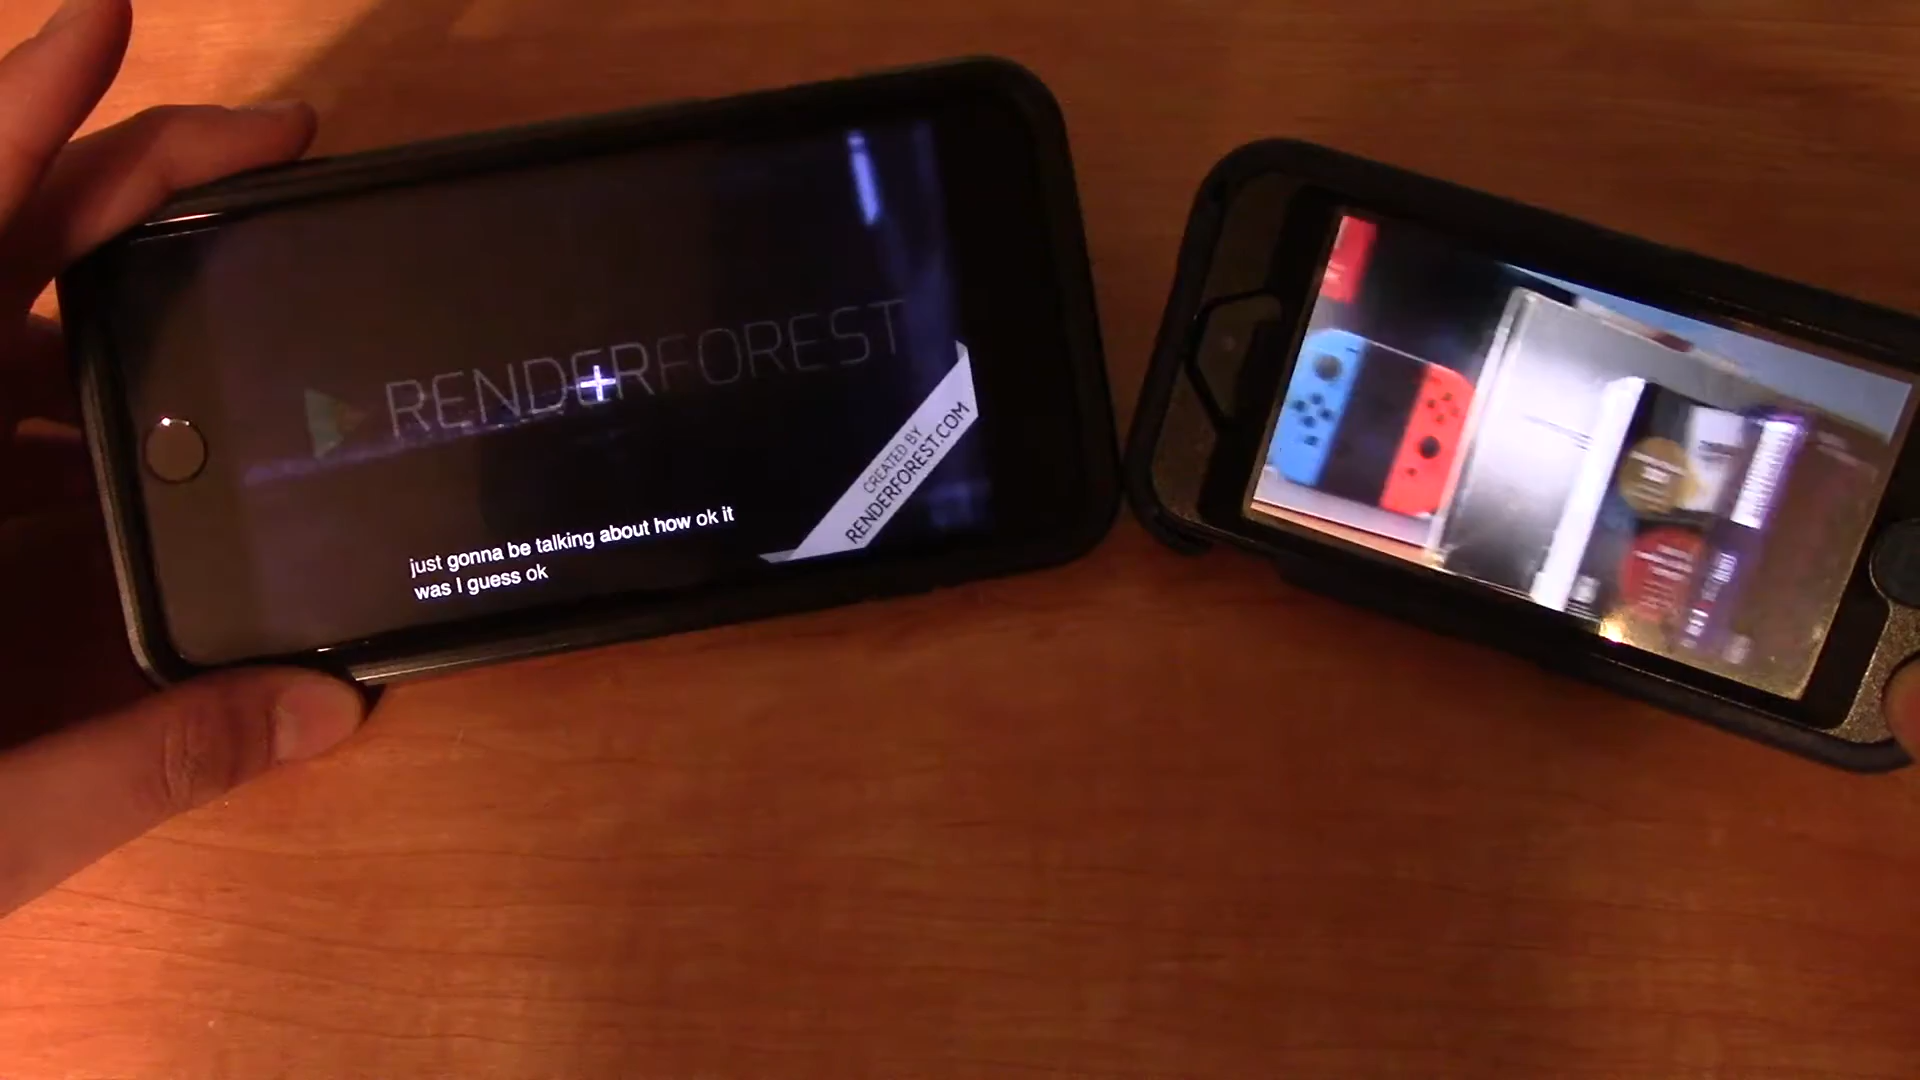 RENDERFOREST
CREATED BY
RENDERFOREST.COM
just gonna be talking about how ok it
was I guess ok